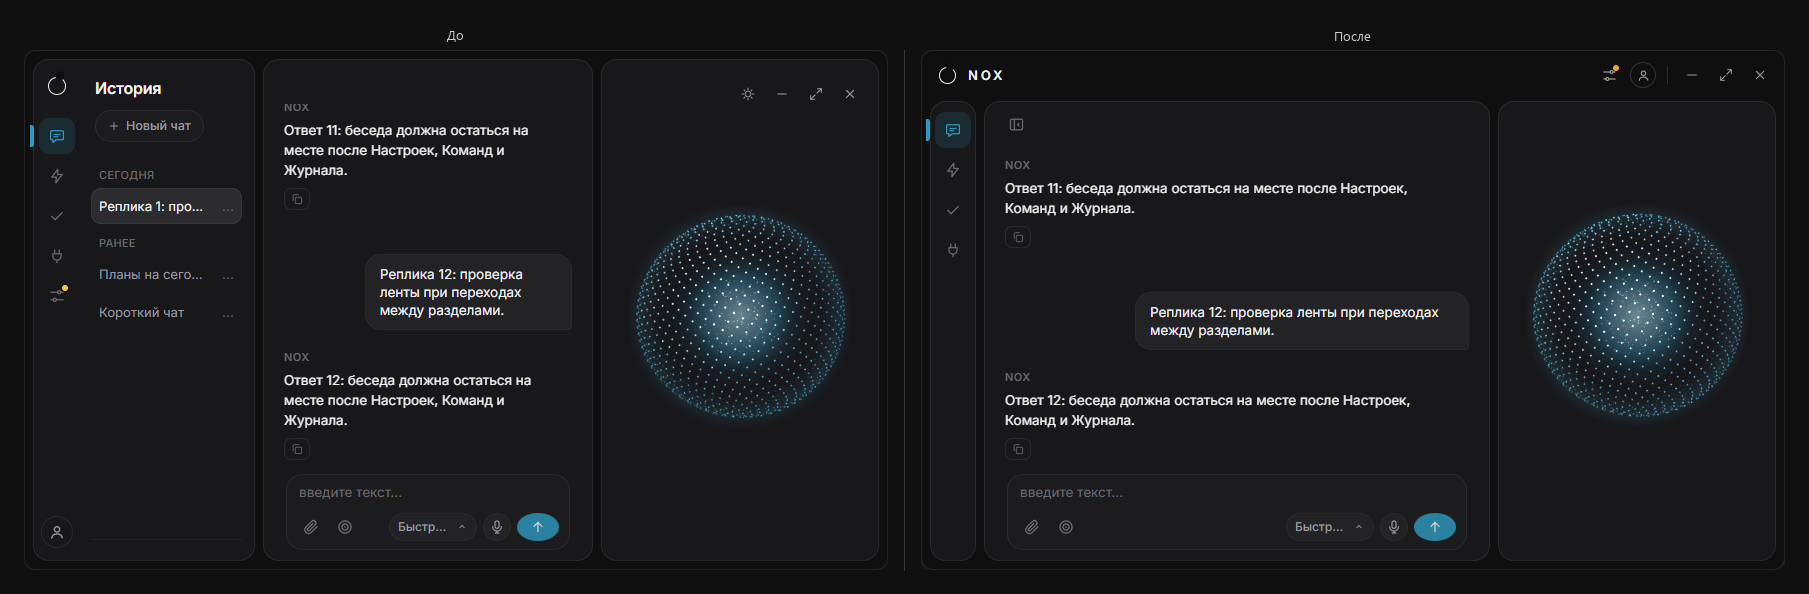 До
История
+ Новый чат
СЕГОДНЯ
Реплика 1: про... ...
РАНЕЕ
Планы на сего... ...
Короткий чат ...
NOX
Ответ 11: беседа должна остаться на
месте после Настроек, Команд и
Журнала.
Реплика 12: проверка
ленты при переходах
между разделами.
NOX
Ответ 12: беседа должна остаться на
месте после Настроек, Команд и
Журнала.
введите текст...
Быстр...
После
NOX
NOX
Ответ 11: беседа должна остаться на месте после Настроек,
Команд и Журнала.
Реплика 12: проверка ленты при переходах
между разделами.
NOX
Ответ 12: беседа должна остаться на месте после Настроек,
Команд и Журнала.
введите текст...
Быстр...